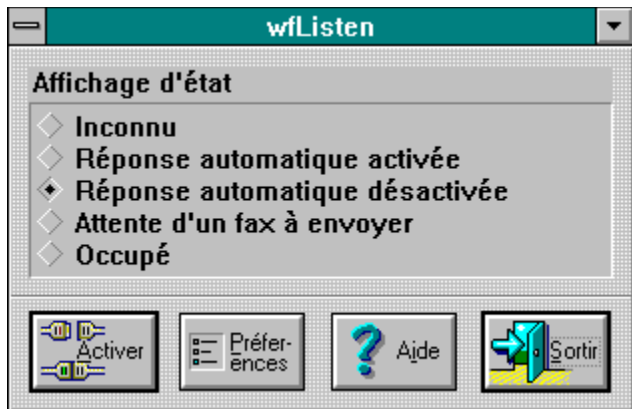 wfListen
Affichage d'état
Inconnu
Réponse automatique activée
Réponse automatique désactivée
Attente d'un fax à envoyer
Occupé
Activer
Préfér-
ences
Aide
Sortir